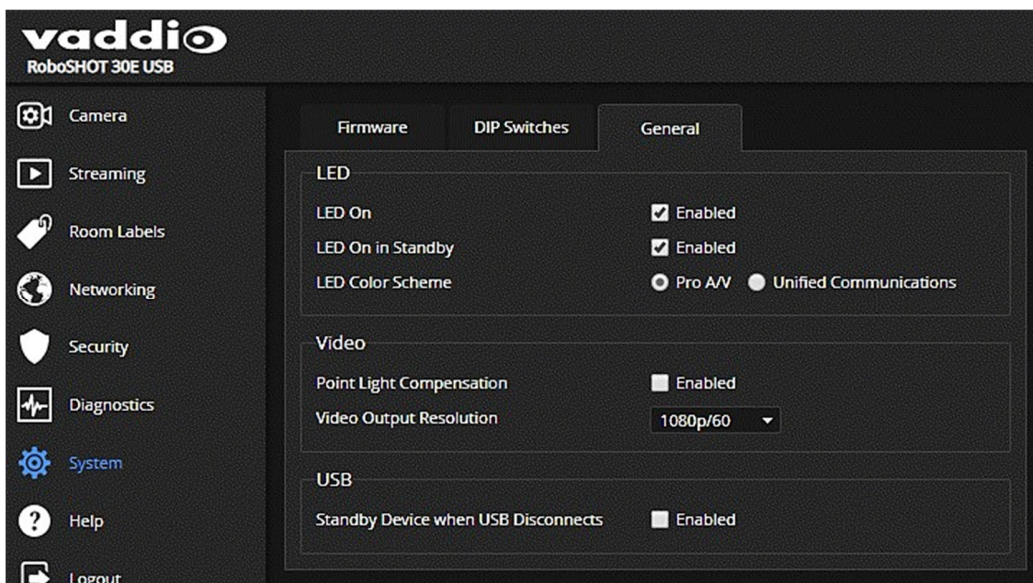 vaddio
RoboSHOT 30E USB
Camera
Streaming
Room Labels
Networking
Security
Diagnostics
System
Help
Logout
Firmware DIP Switches General
LED
LED On Enabled
LED On in Standby Enabled
LED Color Scheme Pro A/V Unified Communications
Video
Point Light Compensation Enabled
Video Output Resolution 1080p/60
USB
Standby Device when USB Disconnects Enabled